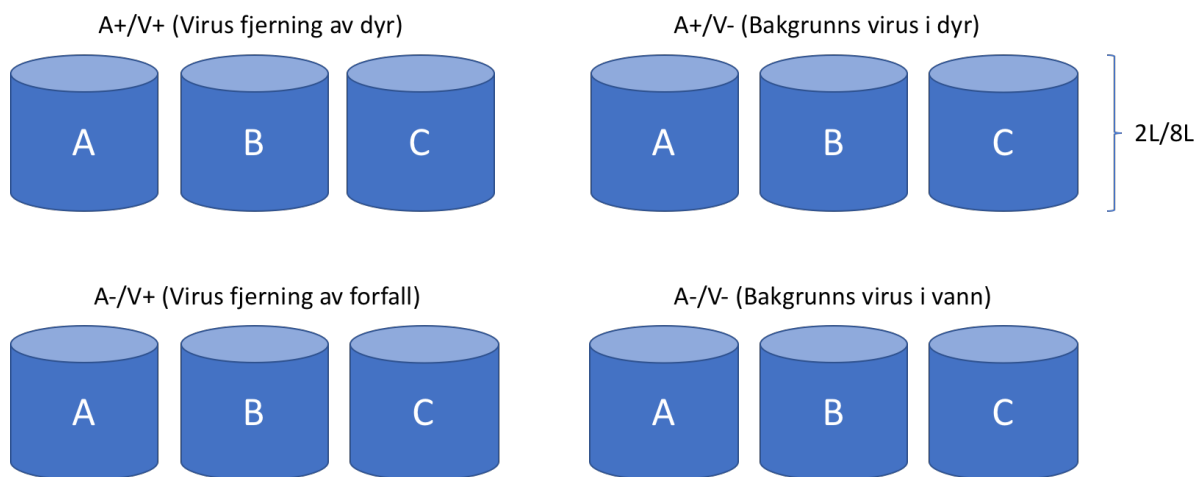 A+/V+ (Virus fjerning av dyr)
A+/V- (Bakgrunns virus i dyr)
A
B
C
A
B
C
2L/8L
A-/V+ (Virus fjerning av forfall)
A-/V- (Bakgrunns virus i vann)
A
B
C
A
B
C